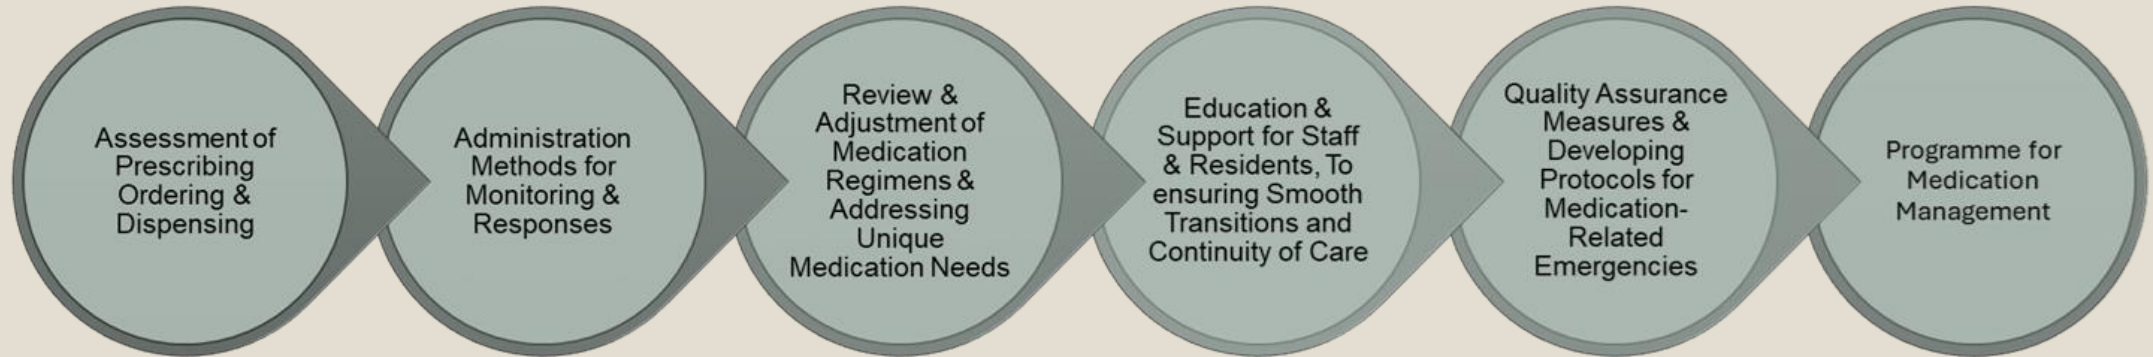 Assessment of
Prescribing
Ordering &
Dispensing
Administration
Methods for
Monitoring &
Responses
Review &
Adjustment of
Medication
Regimens &
Addressing
Unique
Medication Needs
Education &
Support for Staff
& Residents, To
ensuring Smooth
Transitions and
Continuity of Care
Quality Assurance
Measures &
Developing
Protocols for
Medication-
Related
Emergencies
Programme for
Medication
Management